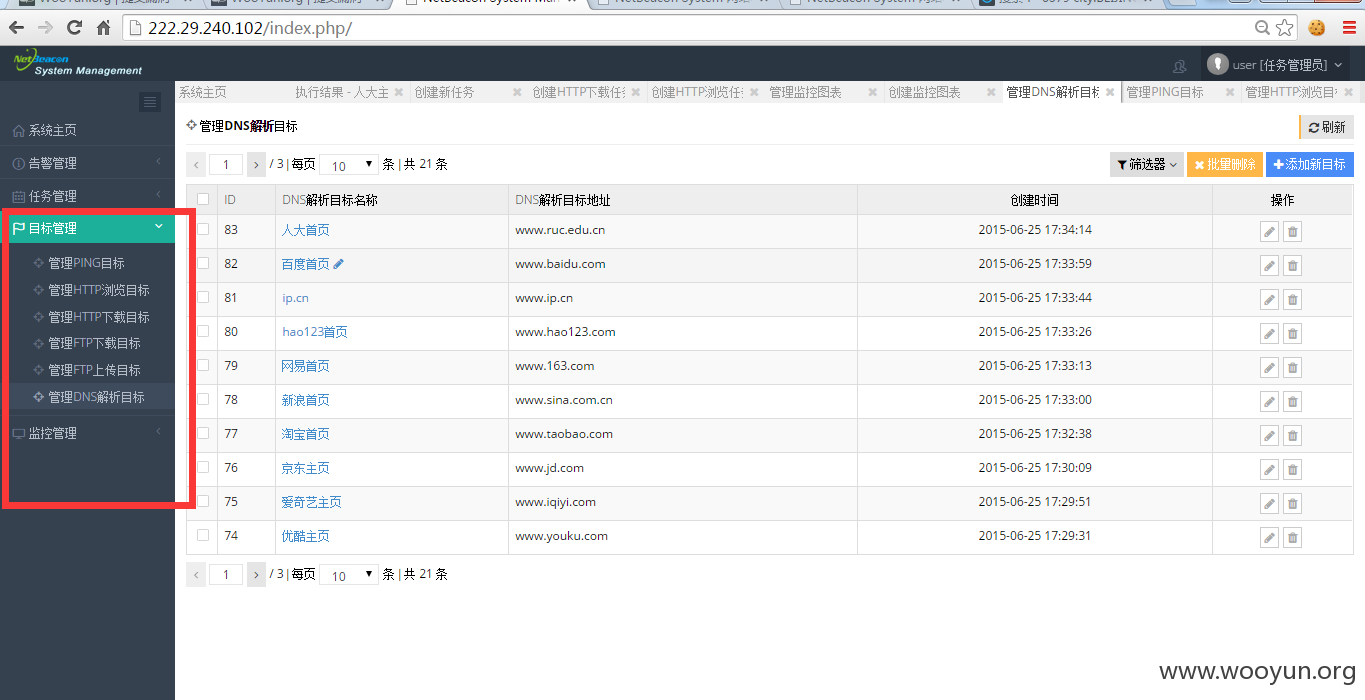 222.29.240.102/index.php/
NetBeacon
System Management
user [任务管理员]
系统主页
执行结果 - 人大主
创建新任务
创建HTTP下载任
创建HTTP浏览任
管理监控图表
创建监控图表
管理DNS解析目标
管理PING目标
管理HTTP浏览目
系统主页
告警管理
任务管理
目标管理
管理PING目标
管理HTTP浏览目标
管理HTTP下载目标
管理FTP下载目标
管理FTP上传目标
管理DNS解析目标
监控管理
管理DNS解析目标
刷新
1 / 3 | 每页 10 条 | 共 21 条
筛选器
批量删除
添加新目标
ID DNS解析目标名称 DNS解析目标地址 创建时间 操作
83 人大首页 www.ruc.edu.cn 2015-06-25 17:34:14
82 百度首页 www.baidu.com 2015-06-25 17:33:59
81 ip.cn www.ip.cn 2015-06-25 17:33:44
80 hao123首页 www.hao123.com 2015-06-25 17:33:26
79 网易首页 www.163.com 2015-06-25 17:33:13
78 新浪首页 www.sina.com.cn 2015-06-25 17:33:00
77 淘宝首页 www.taobao.com 2015-06-25 17:32:38
76 京东主页 www.jd.com 2015-06-25 17:30:09
75 爱奇艺主页 www.iqiyi.com 2015-06-25 17:29:51
74 优酷主页 www.youku.com 2015-06-25 17:29:31
1 / 3 | 每页 10 条 | 共 21 条
www.wooyun.org